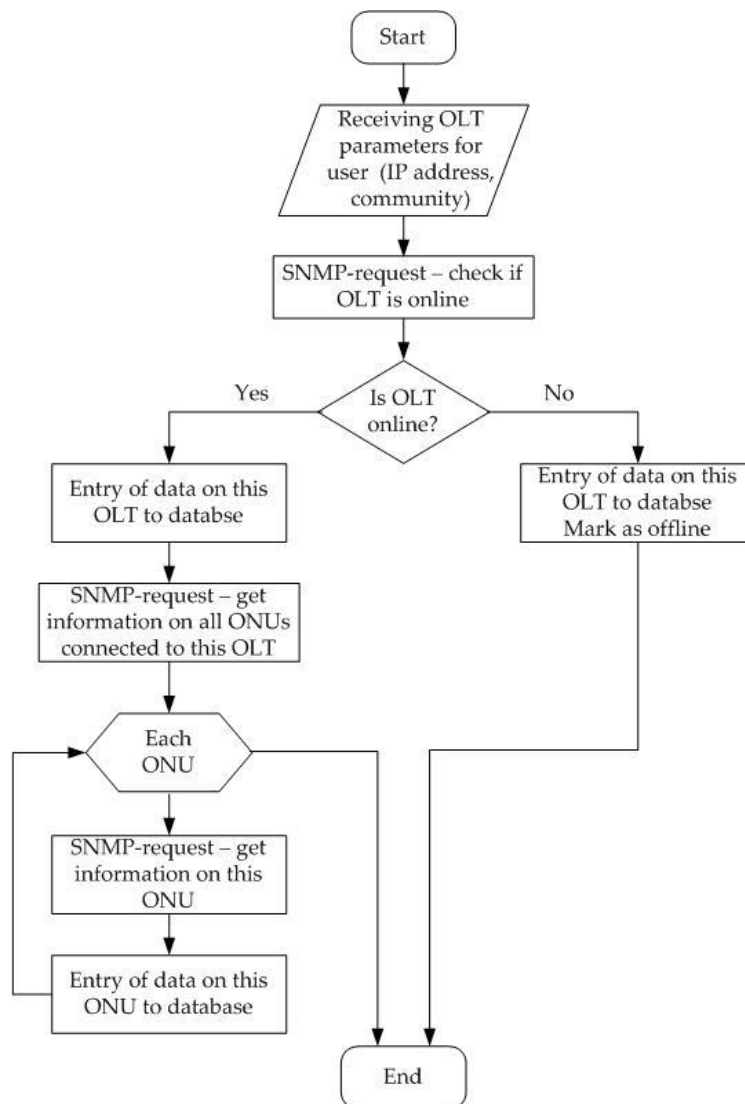 Start
Receiving OLT
parameters for
user (IP address,
community)
SNMP-request – check if
OLT is online
Is OLT
online?
Yes
No
Entry of data on this
OLT to databse
Entry of data on this
OLT to databse
Mark as offline
SNMP-request – get
information on all ONUs
connected to this OLT
Each
ONU
SNMP-request – get
information on this
ONU
Entry of data on this
ONU to database
End